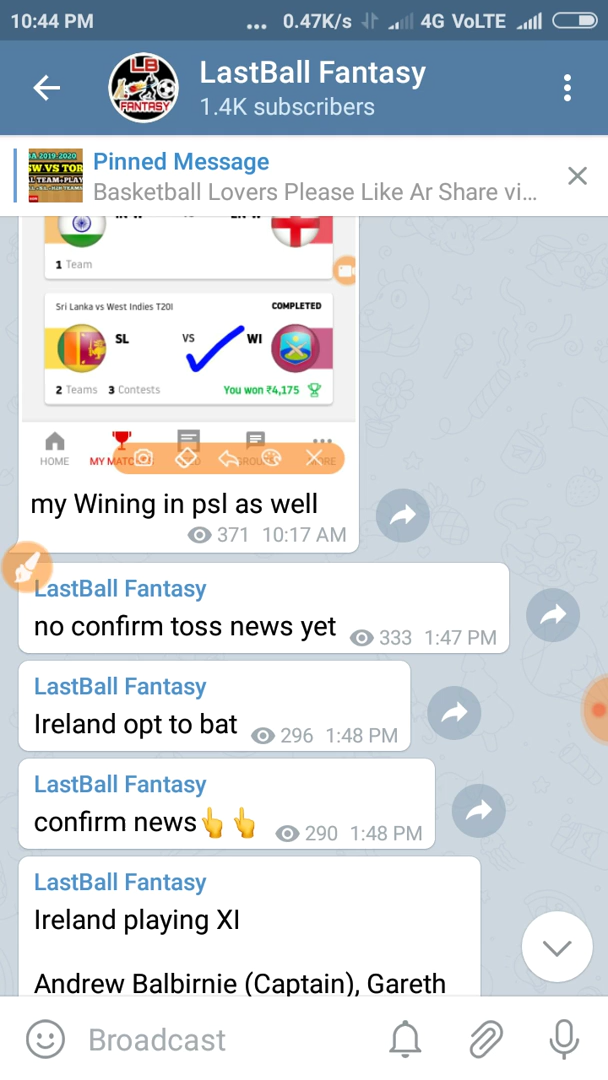 10:44 PM
... 0.47K/s
4G VoLTE
LB
FANTASY
LastBall Fantasy
1.4K subscribers
Pinned Message
Basketball Lovers Please Like Ar Share vi...
1 Team
Sri Lanka vs West Indies T20I
COMPLETED
SL
VS
WI
2 Teams 3 Contests
You won ₹4,175
HOME
MY MATC
my Wining in psl as well
371 10:17 AM
LastBall Fantasy
no confirm toss news yet
333 1:47 PM
LastBall Fantasy
Ireland opt to bat
296 1:48 PM
LastBall Fantasy
confirm news👆👆
290 1:48 PM
LastBall Fantasy
Ireland playing XI
Andrew Balbirnie (Captain), Gareth
Broadcast